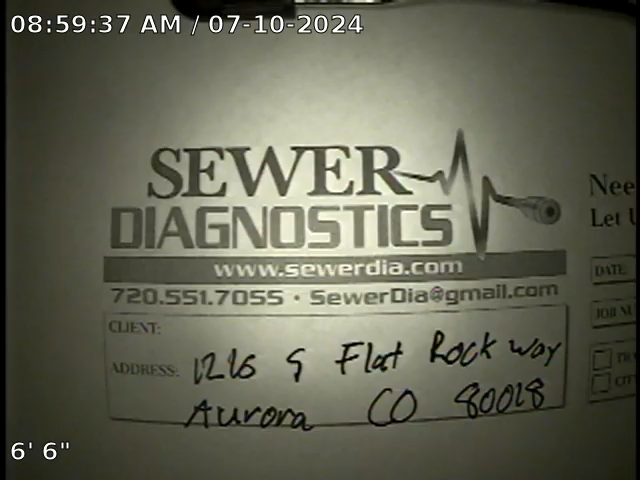 08:59:37 AM / 07-10-2024
SEWER
DIAGNOSTICS
www.sewerdia.com
720.551.7055 · SewerDia@gmail.com
CLIENT:
ADDRESS: 1216 S Flat Rock Way
Aurora CO 80018
Nee
Let U
DATE
JOB NU
6' 6"